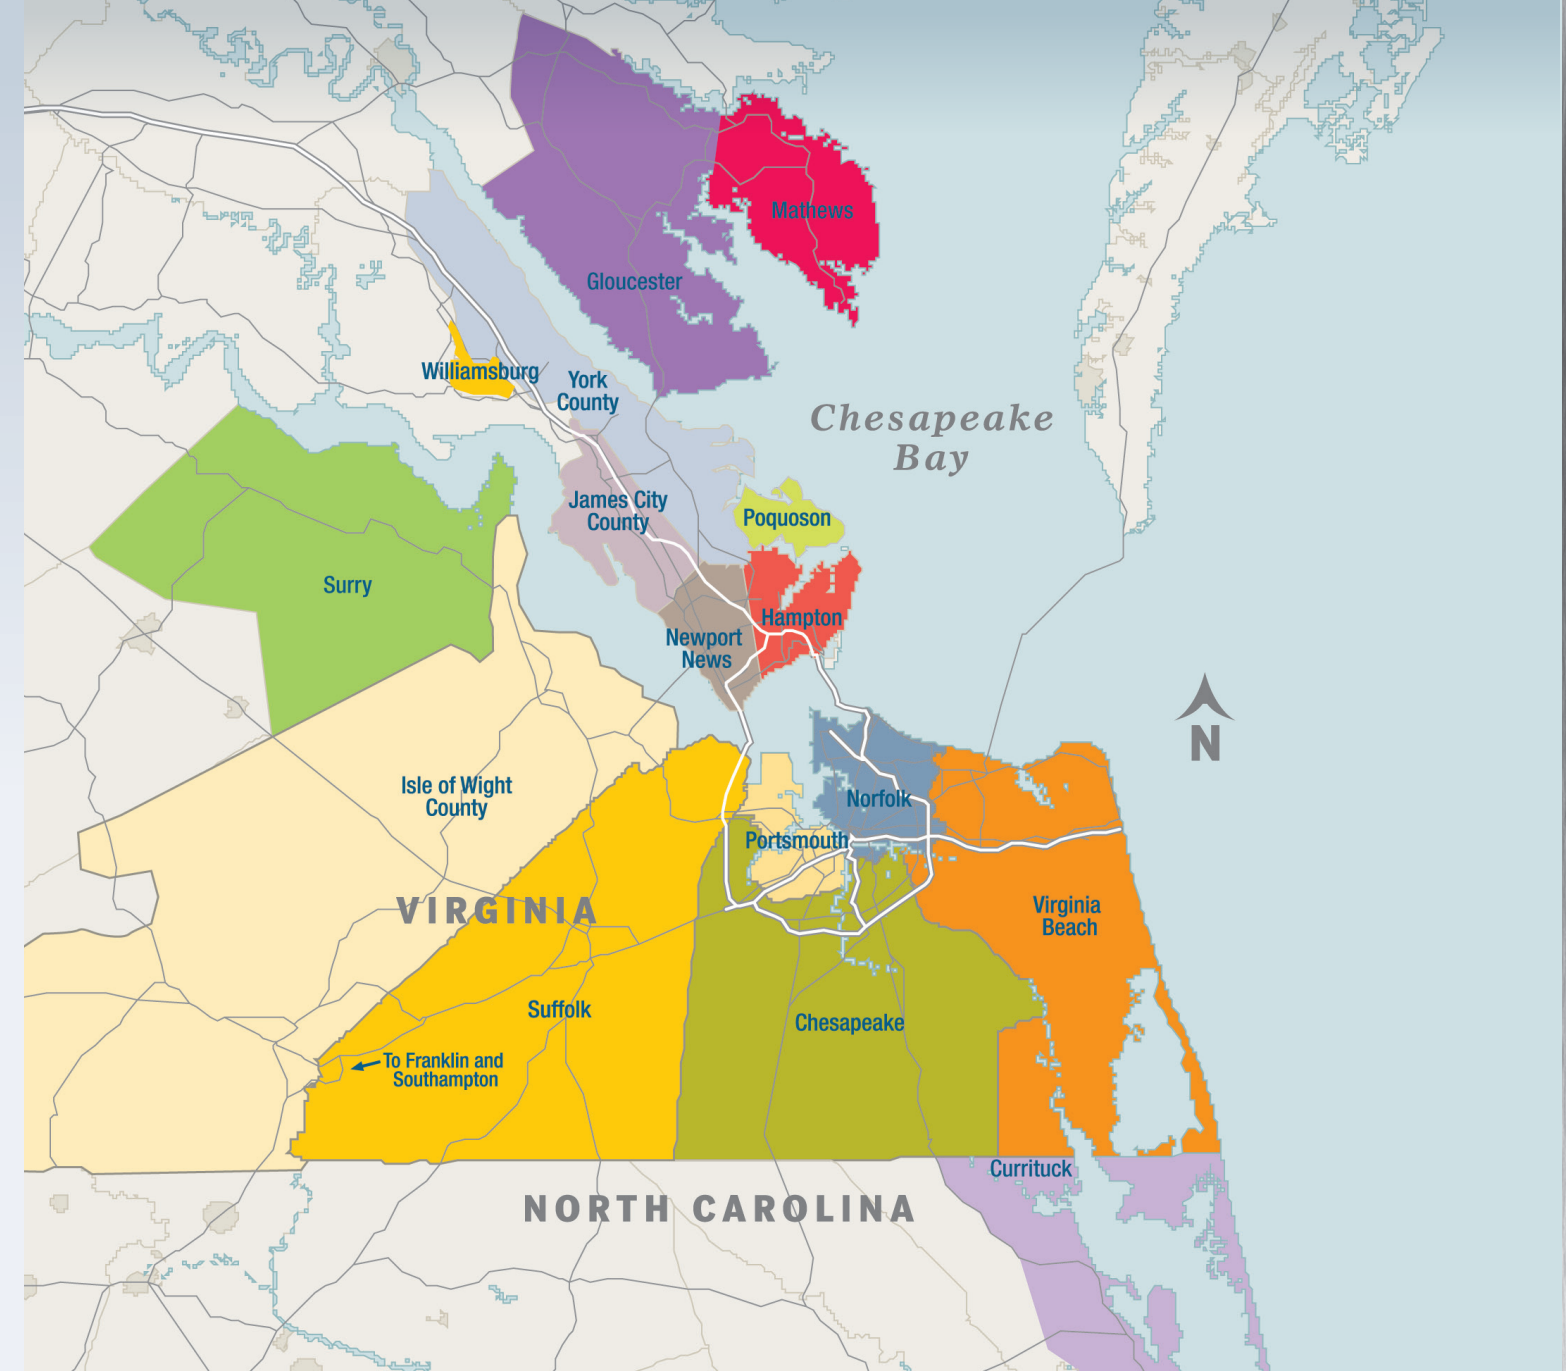 Mathews
Gloucester
Williamsburg
York
County
Chesapeake
Bay
James City
County
Poquoson
Surry
Hampton
Newport
News
N
Isle of Wight
County
Norfolk
Portsmouth
VIRGINIA
Virginia
Beach
Suffolk
Chesapeake
To Franklin and
Southampton
Currituck
NORTH CAROLINA